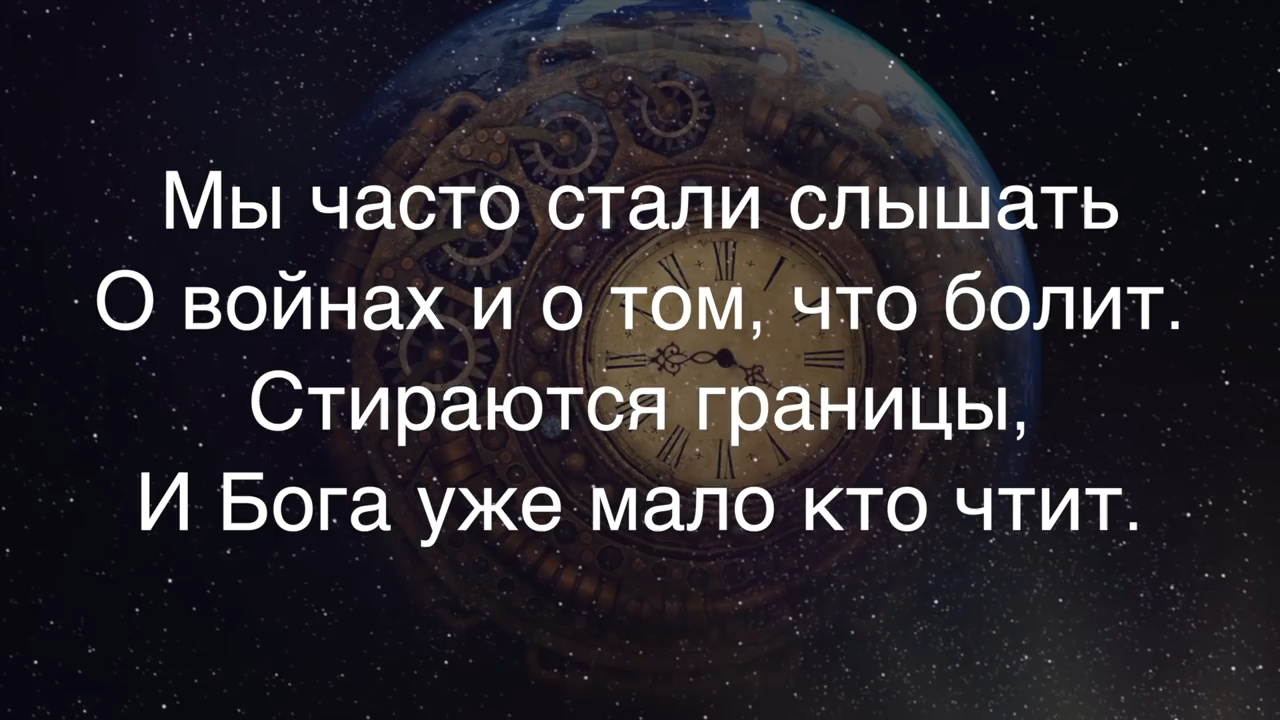 Мы часто стали слышать
О войнах и о том, что болит.
Стираются границы,
И Бога уже мало кто чтит.